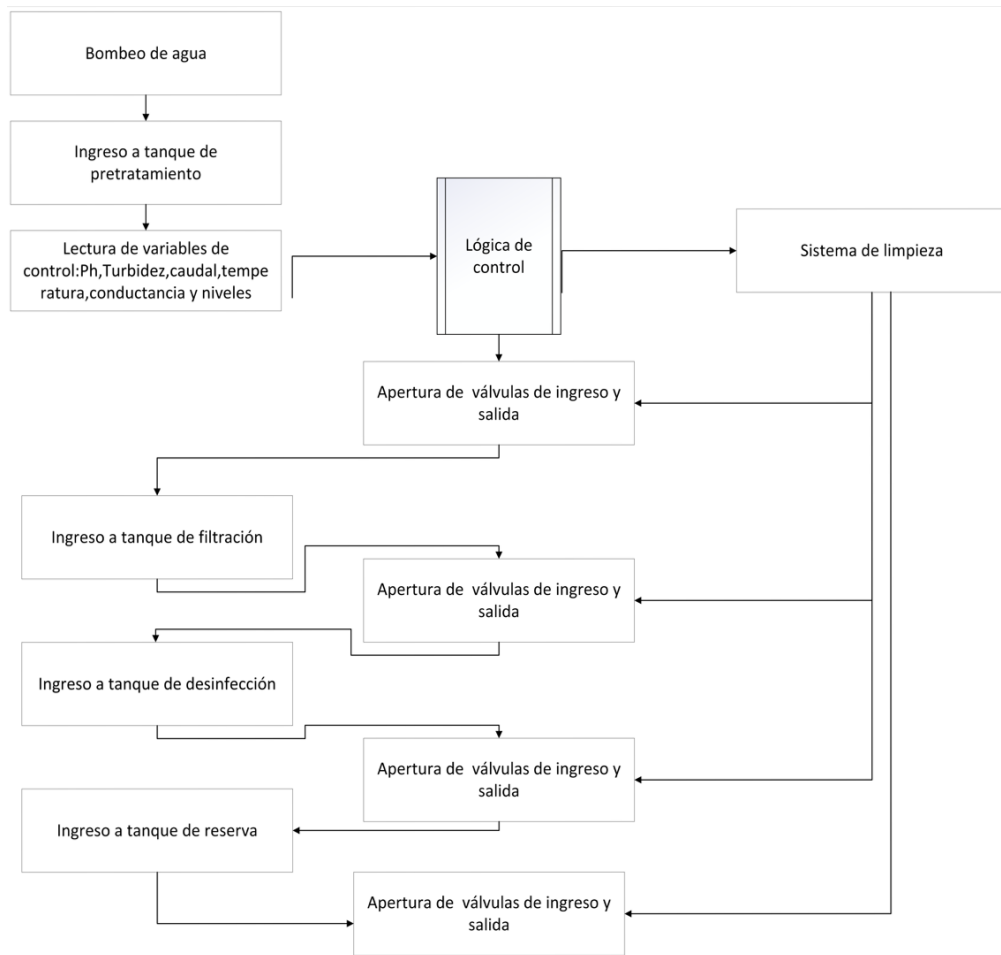 Bombeo de agua
Ingreso a tanque de
pretratamiento
Lectura de variables de
control:Ph,Turbidez,caudal,tempe
ratura,conductancia y niveles
Lógica de
control
Sistema de limpieza
Apertura de válvulas de ingreso y
salida
Ingreso a tanque de filtración
Apertura de válvulas de ingreso y
salida
Ingreso a tanque de desinfección
Apertura de válvulas de ingreso y
salida
Ingreso a tanque de reserva
Apertura de válvulas de ingreso y
salida